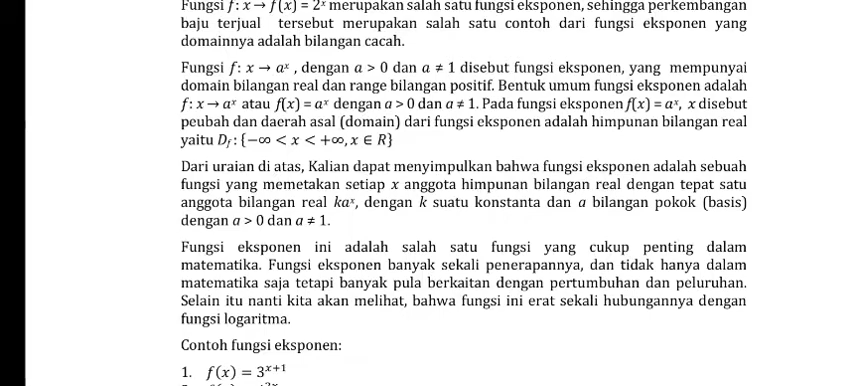 Fungsi f: x → f(x) = 2ˣ merupakan salah satu fungsi eksponen, sehingga perkembangan
baju terjual tersebut merupakan salah satu contoh dari fungsi eksponen yang
domainnya adalah bilangan cacah.
Fungsi f: x → aˣ , dengan a > 0 dan a ≠ 1 disebut fungsi eksponen, yang mempunyai
domain bilangan real dan range bilangan positif. Bentuk umum fungsi eksponen adalah
f: x → aˣ atau f(x) = aˣ dengan a > 0 dan a ≠ 1. Pada fungsi eksponen f(x) = aˣ, x disebut
peubah dan daerah asal (domain) dari fungsi eksponen adalah himpunan bilangan real
yaitu D_f: {−∞ < x < +∞, x ∈ R}
Dari uraian di atas, Kalian dapat menyimpulkan bahwa fungsi eksponen adalah sebuah
fungsi yang memetakan setiap x anggota himpunan bilangan real dengan tepat satu
anggota bilangan real kaˣ, dengan k suatu konstanta dan a bilangan pokok (basis)
dengan a > 0 dan a ≠ 1.
Fungsi eksponen ini adalah salah satu fungsi yang cukup penting dalam
matematika. Fungsi eksponen banyak sekali penerapannya, dan tidak hanya dalam
matematika saja tetapi banyak pula berkaitan dengan pertumbuhan dan peluruhan.
Selain itu nanti kita akan melihat, bahwa fungsi ini erat sekali hubungannya dengan
fungsi logaritma.
Contoh fungsi eksponen:
1. f(x) = 3ˣ⁺¹